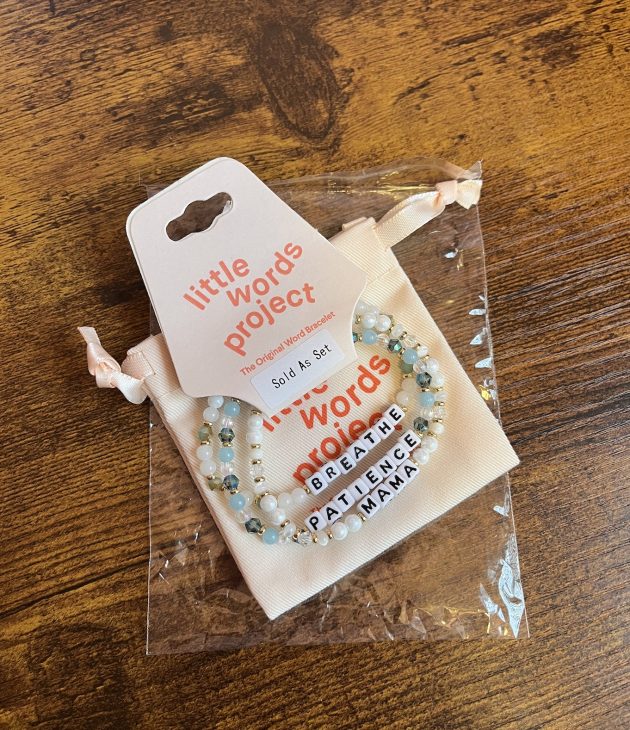 little
words
project
The Original Word Bracelet
Sold As Set
little
words
project
BREATHE
PATIENCE
MAMA